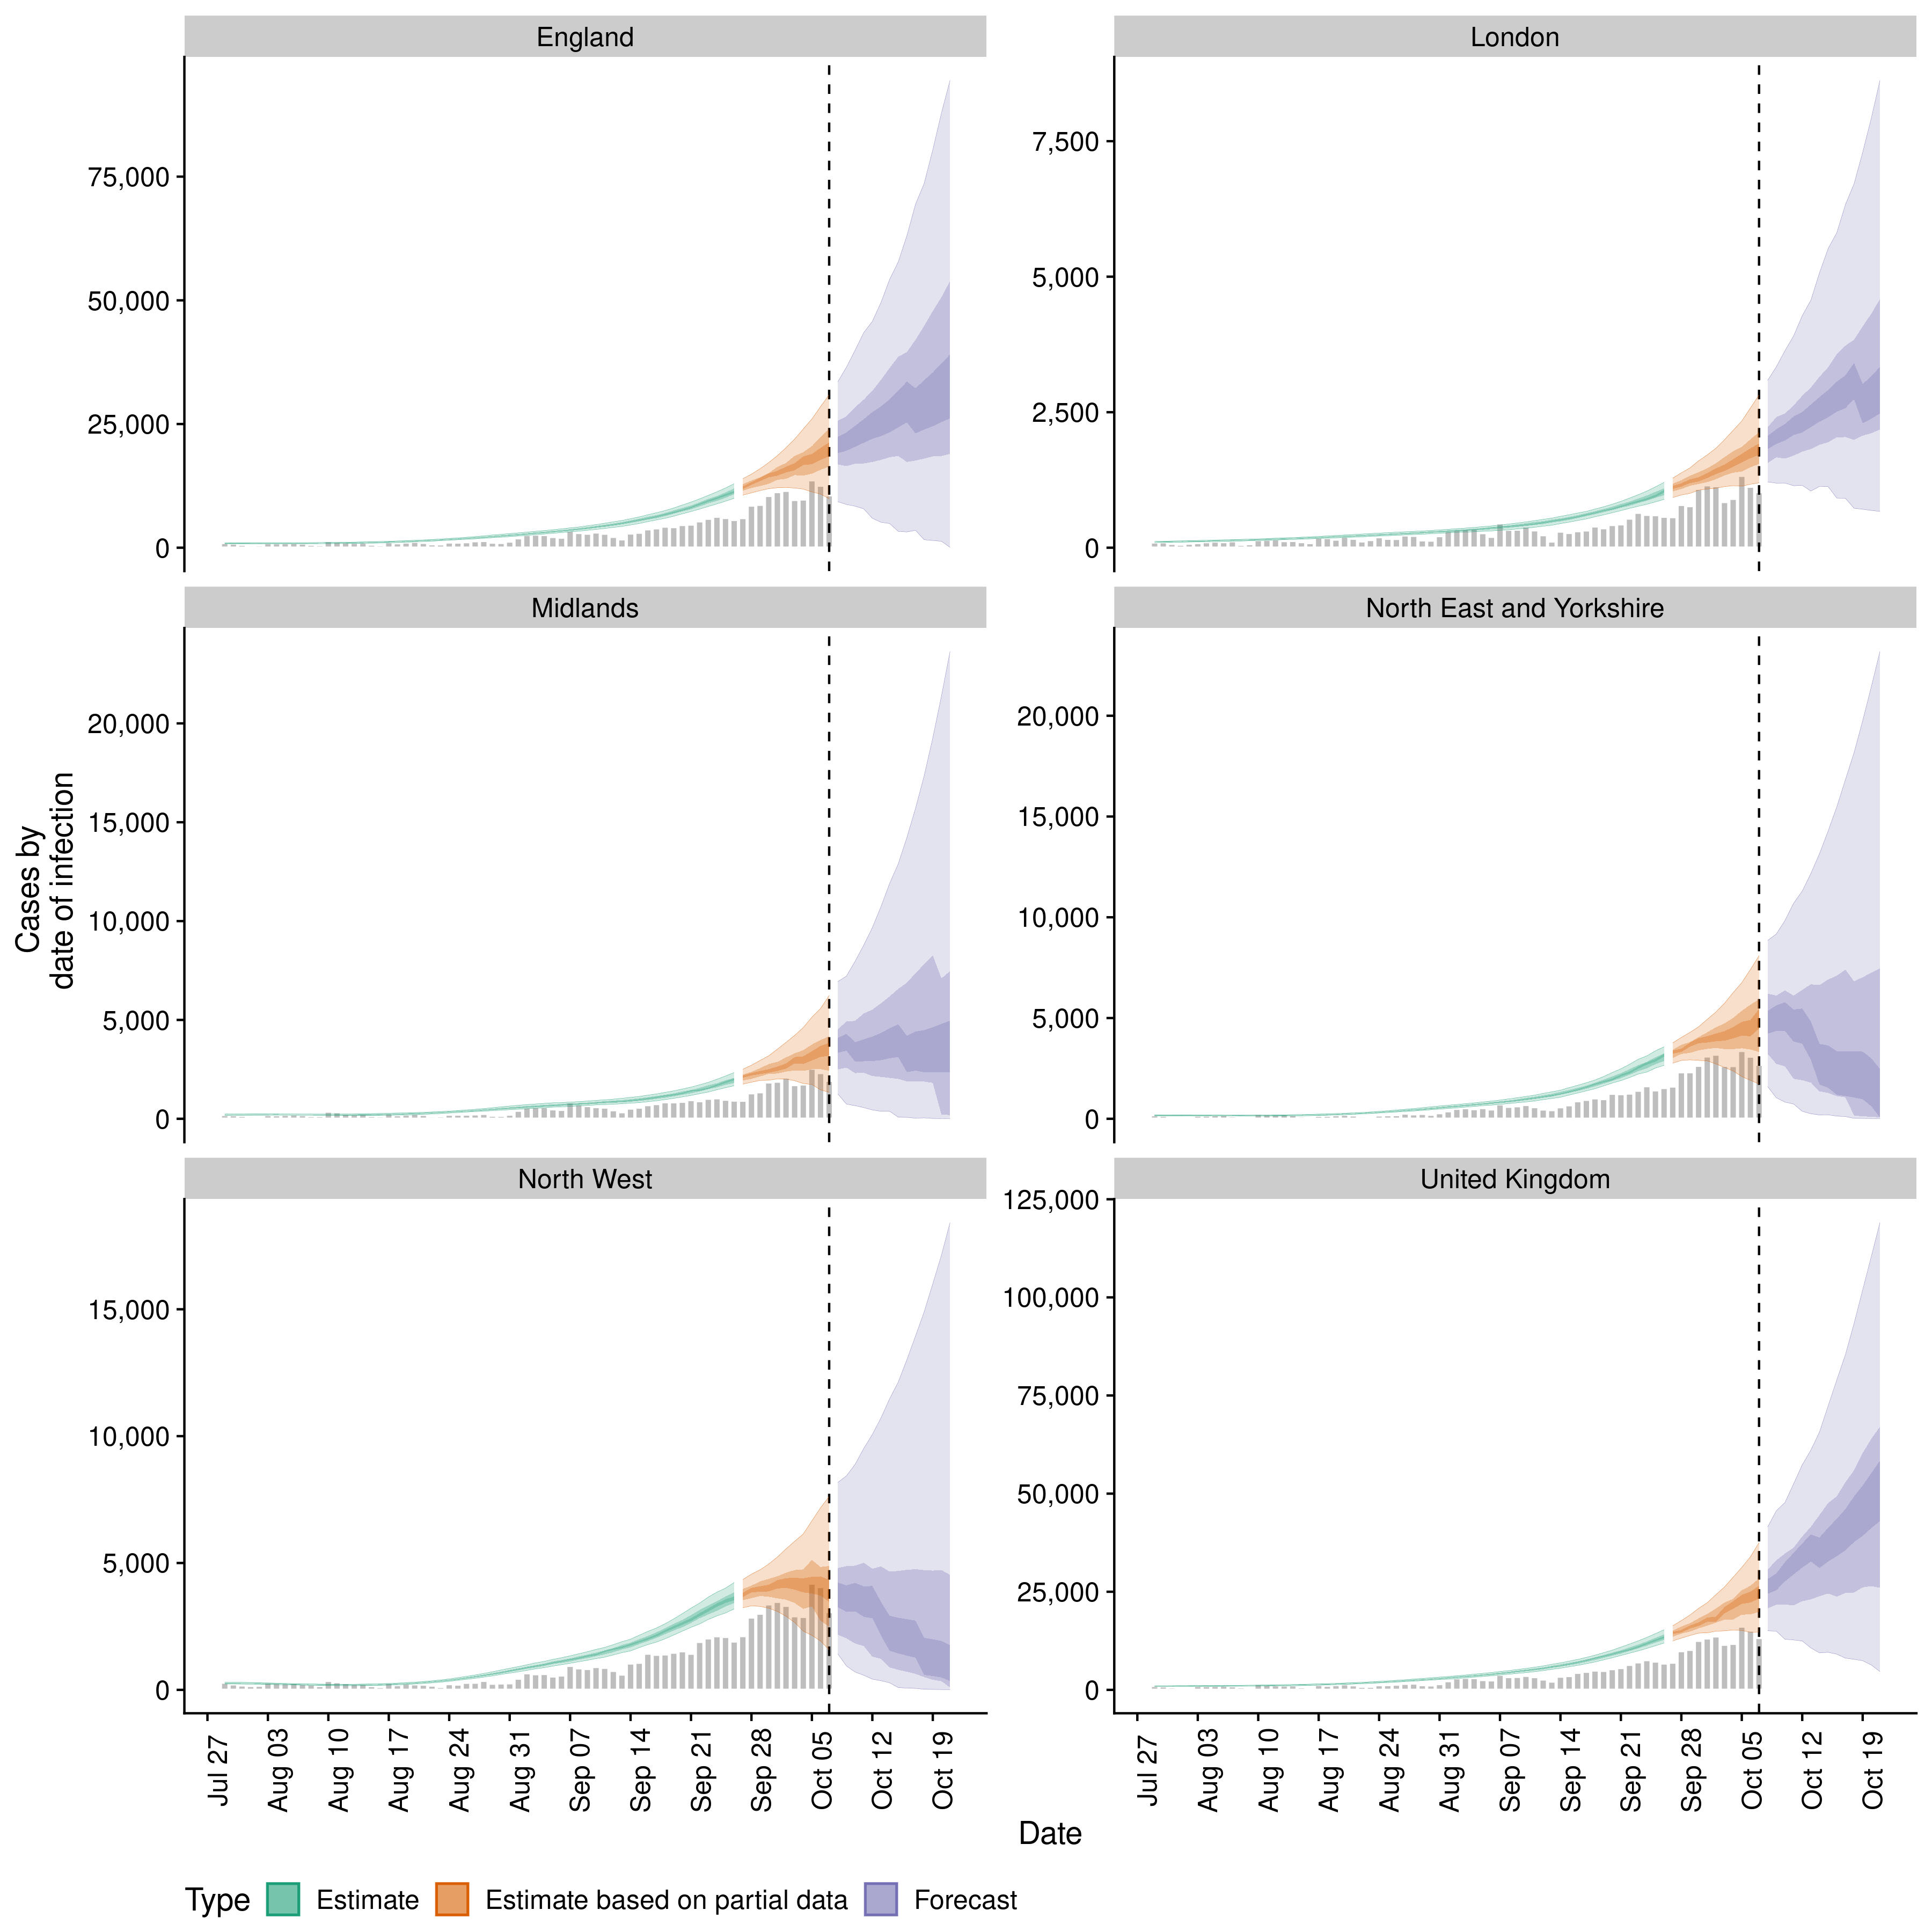 England
London
75,000
50,000
25,000
0
7,500
5,000
2,500
0
Midlands
North East and Yorkshire
20,000
15,000
10,000
5,000
0
20,000
15,000
10,000
5,000
0
Cases by
date of infection
North West
United Kingdom
15,000
10,000
5,000
0
125,000
100,000
75,000
50,000
25,000
0
Jul 27
Aug 03
Aug 10
Aug 17
Aug 24
Aug 31
Sep 07
Sep 14
Sep 21
Sep 28
Oct 05
Oct 12
Oct 19
Jul 27
Aug 03
Aug 10
Aug 17
Aug 24
Aug 31
Sep 07
Sep 14
Sep 21
Sep 28
Oct 05
Oct 12
Oct 19
Date
Type Estimate Estimate based on partial data Forecast